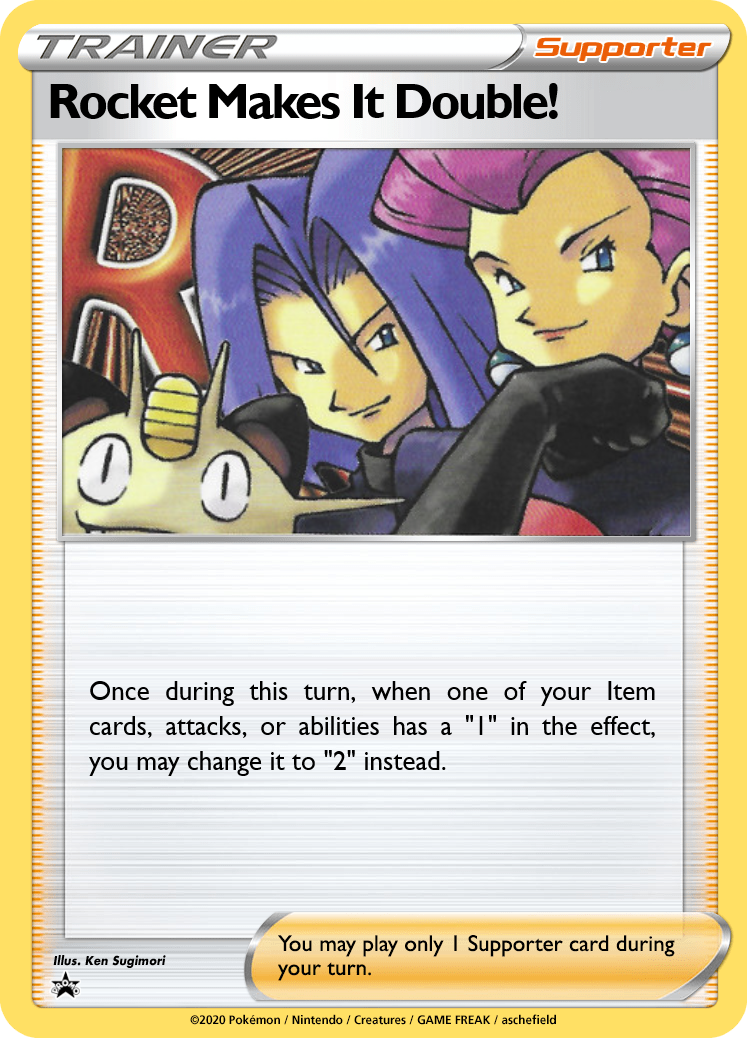 TRAINER
Supporter
Rocket Makes It Double!
R
Once during this turn, when one of your Item
cards, attacks, or abilities has a "1" in the effect,
you may change it to "2" instead.
You may play only 1 Supporter card during
your turn.
Illus. Ken Sugimori
PROMO
©2020 Pokémon / Nintendo / Creatures / GAME FREAK / aschefield